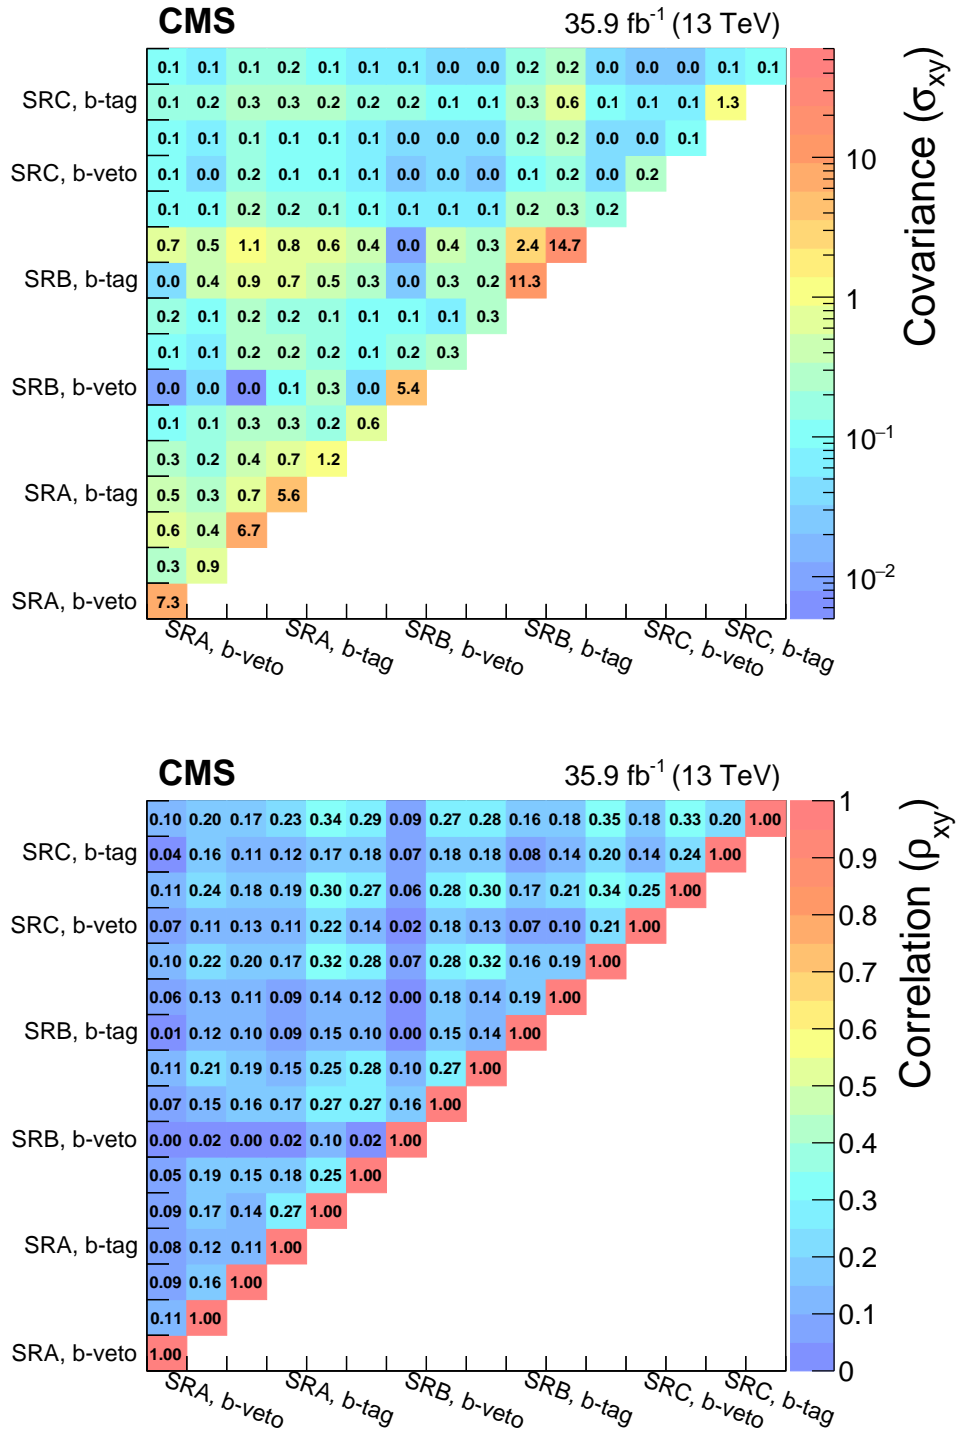 CMS 35.9 fb⁻¹ (13 TeV)
0.1 0.1 0.1 0.2 0.1 0.1 0.1 0.0 0.0 0.2 0.2 0.0 0.0 0.0 0.1 0.1
SRC, b-tag 0.1 0.2 0.3 0.3 0.2 0.2 0.2 0.1 0.1 0.3 0.6 0.1 0.1 0.1 1.3
0.1 0.1 0.1 0.1 0.1 0.1 0.0 0.0 0.0 0.2 0.2 0.0 0.0 0.1
SRC, b-veto 0.1 0.0 0.2 0.1 0.1 0.1 0.0 0.0 0.0 0.1 0.2 0.0 0.2
0.1 0.1 0.2 0.2 0.1 0.1 0.1 0.1 0.1 0.2 0.3 0.2
0.7 0.5 1.1 0.8 0.6 0.4 0.0 0.4 0.3 2.4 14.7
SRB, b-tag 0.0 0.4 0.9 0.7 0.5 0.3 0.0 0.3 0.2 11.3
0.2 0.1 0.2 0.2 0.1 0.1 0.1 0.1 0.3
0.1 0.1 0.2 0.2 0.2 0.1 0.2 0.3
SRB, b-veto 0.0 0.0 0.0 0.1 0.3 0.0 5.4
0.1 0.1 0.3 0.3 0.2 0.6
0.3 0.2 0.4 0.7 1.2
SRA, b-tag 0.5 0.3 0.7 5.6
0.6 0.4 6.7
0.3 0.9
SRA, b-veto 7.3
SRA, b-veto SRA, b-tag SRB, b-veto SRB, b-tag SRC, b-veto SRC, b-tag
10
1
10⁻¹
10⁻²
Covariance (σxy)
CMS 35.9 fb⁻¹ (13 TeV)
0.10 0.20 0.17 0.23 0.34 0.29 0.09 0.27 0.28 0.16 0.18 0.35 0.18 0.33 0.20 1.00
SRC, b-tag 0.04 0.16 0.11 0.12 0.17 0.18 0.07 0.18 0.18 0.08 0.14 0.20 0.14 0.24 1.00
0.11 0.24 0.18 0.19 0.30 0.27 0.06 0.28 0.30 0.17 0.21 0.34 0.25 1.00
SRC, b-veto 0.07 0.11 0.13 0.11 0.22 0.14 0.02 0.18 0.13 0.07 0.10 0.21 1.00
0.10 0.22 0.20 0.17 0.32 0.28 0.07 0.28 0.32 0.16 0.19 1.00
0.06 0.13 0.11 0.09 0.14 0.12 0.00 0.18 0.14 0.19 1.00
SRB, b-tag 0.01 0.12 0.10 0.09 0.15 0.10 0.00 0.15 0.14 1.00
0.11 0.21 0.19 0.15 0.25 0.28 0.10 0.27 1.00
0.07 0.15 0.16 0.17 0.27 0.27 0.16 1.00
SRB, b-veto 0.00 0.02 0.00 0.02 0.10 0.02 1.00
0.05 0.19 0.15 0.18 0.25 1.00
0.09 0.17 0.14 0.27 1.00
SRA, b-tag 0.08 0.12 0.11 1.00
0.09 0.16 1.00
0.11 1.00
SRA, b-veto 1.00
SRA, b-veto SRA, b-tag SRB, b-veto SRB, b-tag SRC, b-veto SRC, b-tag
1
0.9
0.8
0.7
0.6
0.5
0.4
0.3
0.2
0.1
0
Correlation (ρxy)